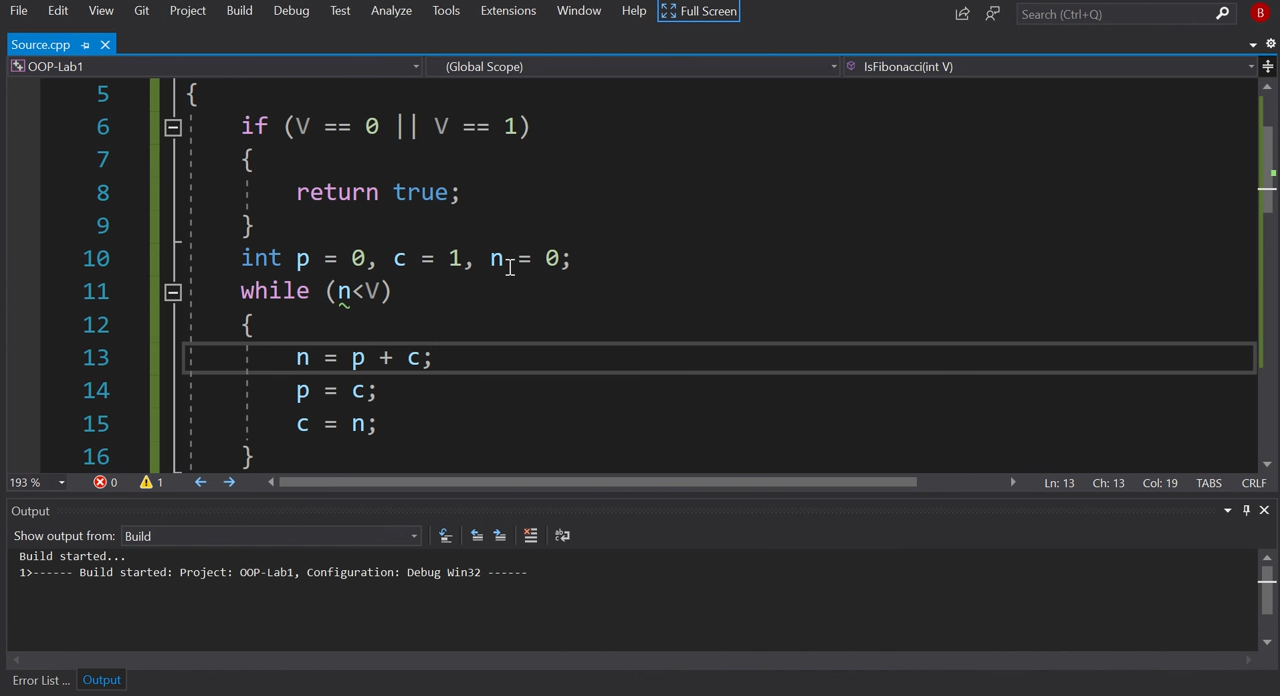 File Edit View Git Project Build Debug Test Analyze Tools Extensions Window Help Full Screen Search (Ctrl+Q) B
Source.cpp
OOP-Lab1 (Global Scope) IsFibonacci(int V)
5 {
6 if (V == 0 || V == 1)
7 {
8 return true;
9 }
10 int p = 0, c = 1, n = 0;
11 while (n<V)
12 {
13 n = p + c;
14 p = c;
15 c = n;
16 }
193 % 0 1 Ln: 13 Ch: 13 Col: 19 TABS CRLF
Output
Show output from: Build
Build started...
1>------ Build started: Project: OOP-Lab1, Configuration: Debug Win32 ------
Error List ... Output